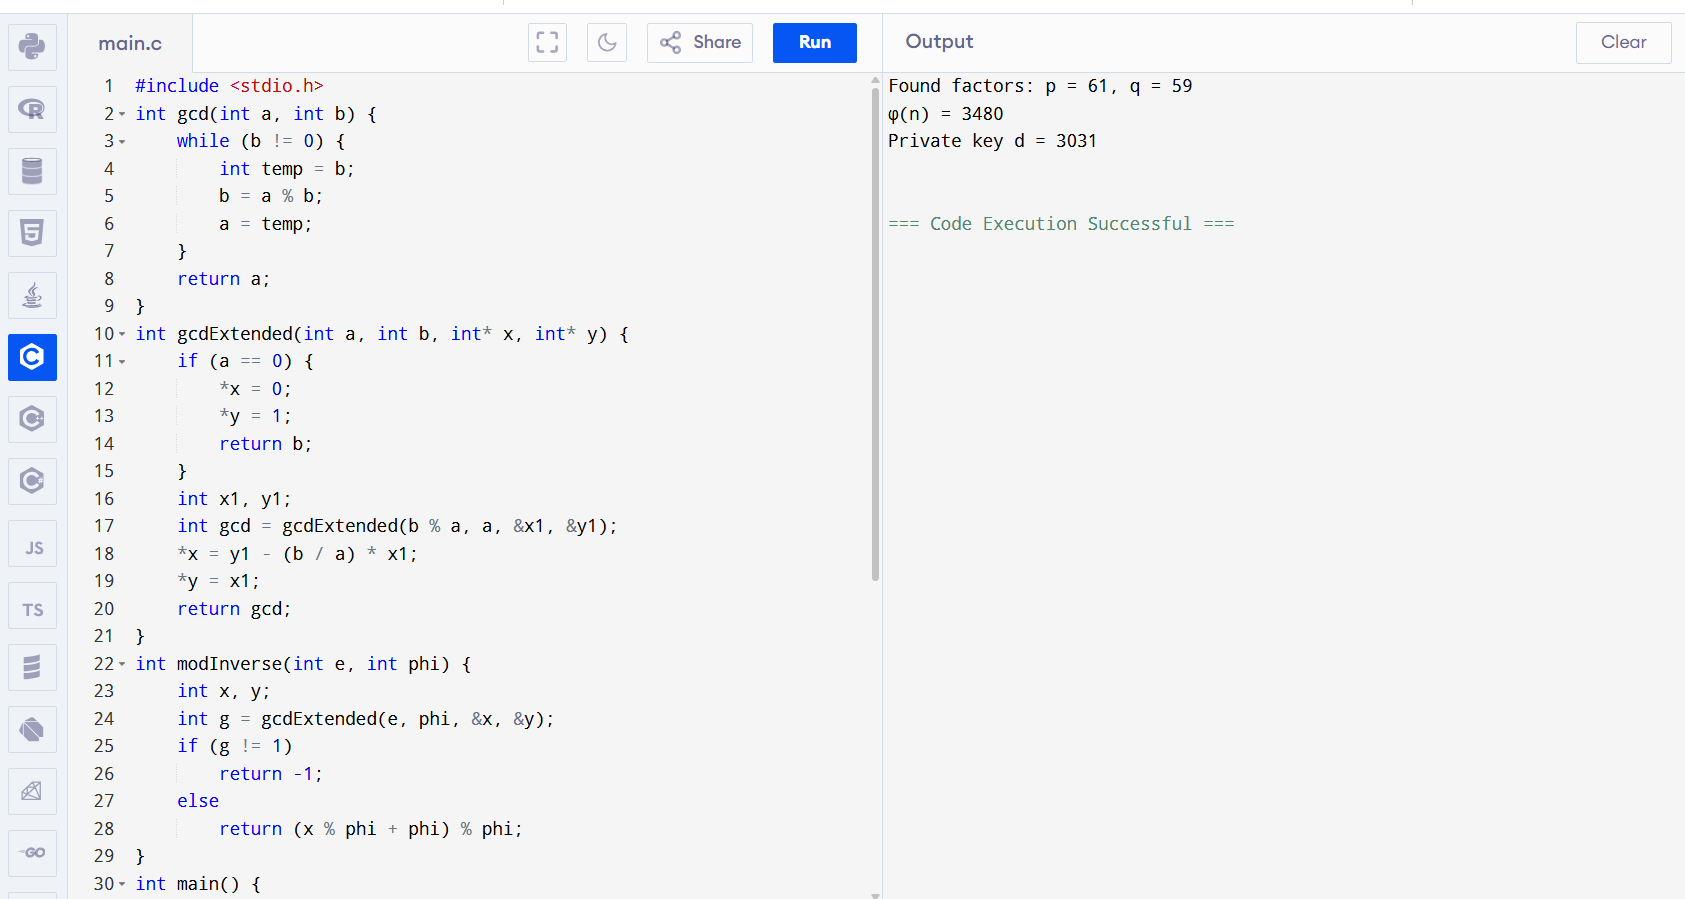 main.c
Share
Run
Output
Clear
1 #include <stdio.h>
2 int gcd(int a, int b) {
3     while (b != 0) {
4         int temp = b;
5         b = a % b;
6         a = temp;
7     }
8     return a;
9 }
10 int gcdExtended(int a, int b, int* x, int* y) {
11     if (a == 0) {
12         *x = 0;
13         *y = 1;
14         return b;
15     }
16     int x1, y1;
17     int gcd = gcdExtended(b % a, a, &x1, &y1);
18     *x = y1 - (b / a) * x1;
19     *y = x1;
20     return gcd;
21 }
22 int modInverse(int e, int phi) {
23     int x, y;
24     int g = gcdExtended(e, phi, &x, &y);
25     if (g != 1)
26         return -1;
27     else
28         return (x % phi + phi) % phi;
29 }
30 int main() {
Found factors: p = 61, q = 59
φ(n) = 3480
Private key d = 3031
=== Code Execution Successful ===
R
5
C
C
C
JS
TS
GO